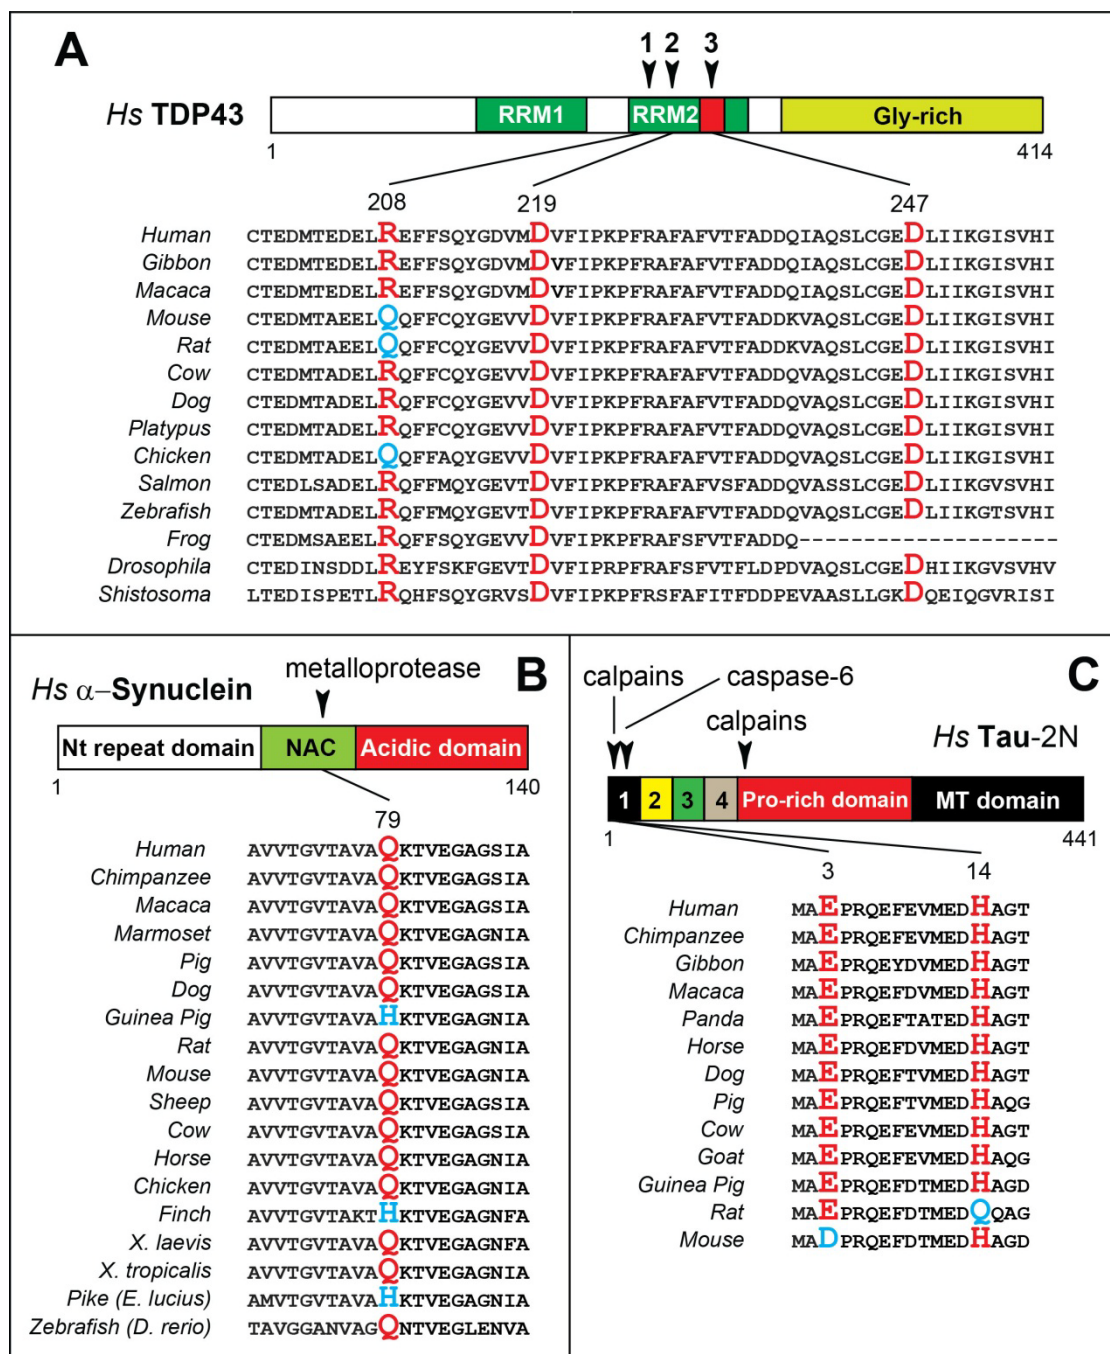 A
1 2 3
Hs TDP43
RRM1 RRM2 Gly-rich
1 414
208 219 247
Human CTEDMTEDELREFFSQYGDVMDVFIPKPFRAFAFVTFADDQIAQSLCGEDLIIKGISVHI
Gibbon CTEDMTEDELREFFSQYGDVMDVFIPKPFRAFAFVTFADDQIAQSLCGEDLIIKGISVHI
Macaca CTEDMTEDELREFFSQYGDVMDVFIPKPFRAFAFVTFADDQIAQSLCGEDLIIKGISVHI
Mouse CTEDMTAEELQQFFCQYGEVVDVFIPKPFRAFAFVTFADDKVAQSLCGEDLIIKGISVHI
Rat CTEDMTAEELQQFFCQYGEVVDVFIPKPFRAFAFVTFADDKVAQSLCGEDLIIKGISVHI
Cow CTEDMTADELRQFFCQYGEVVDVFIPKPFRAFAFVTFADDQVAQSLCGEDLIIKGISVHI
Dog CTEDMTADELRQFFCQYGEVVDVFIPKPFRAFAFVTFADDQVAQSLCGEDLIIKGISVHI
Platypus CTEDMTADELRQFFCQYGEVVDVFIPKPFRAFAFVTFADDQVAQSLCGEDLIIKGISVHI
Chicken CTEDMTADELQQFFAQYGEVVDVFIPKPFRAFAFVTFADDQVAQSLCGEDLIIKGISVHI
Salmon CTEDLSADELRQFFMQYGEVTDVFIPKPFRAFAFVSFADDQVASSLCGEDLIIKGVSVHI
Zebrafish CTEDMTADELRQFFMQYGEVTDVFIPKPFRAFAFVTFADDQVAQSLCGEDLIIKGTSVHI
Frog CTEDMSAEELRQFFSQYGEVVDVFIPKPFRAFSFVTFADDQ-------------------
Drosophila CTEDINSDDLREYFSKFGEVTDVFIPRPFRAFSFVTFLDPDVAQSLCGEDHIIKGVSVHV
Shistosoma LTEDISPETLRQHFSQYGRVSDVFIPKPFRSFAFITFDDPEVAASLLGKDQEIQGVRISI
B
metalloprotease
Hs α–Synuclein
Nt repeat domain NAC Acidic domain
1 140
79
Human AVVTGVTAVAQKTVEGAGSIA
Chimpanzee AVVTGVTAVAQKTVEGAGSIA
Macaca AVVTGVTAVAQKTVEGAGSIA
Marmoset AVVTGVTAVAQKTVEGAGNIA
Pig AVVTGVTAVAQKTVEGAGSIA
Dog AVVTGVTAVAQKTVEGAGSIA
Guinea Pig AVVTGVTAVAHKTVEGAGNIA
Rat AVVTGVTAVAQKTVEGAGNIA
Mouse AVVTGVTAVAQKTVEGAGNIA
Sheep AVVTGVTAVAQKTVEGAGSIA
Cow AVVTGVTAVAQKTVEGAGSIA
Horse AVVTGVTAVAQKTVEGAGNIA
Chicken AVVTGVTAVAQKTVEGAGNIA
Finch AVVTGVTAKTHKTVEGAGNFA
X. laevis AVVTGVTAVAQKTVEGAGNFA
X. tropicalis AVVTGVTAVAQKTVEGAGNIA
Pike (E. lucius) AMVTGVTAVAHKTVEGAGNIA
Zebrafish (D. rerio) TAVGGANVAGQNTVEGLENVA
C
calpains caspase-6
calpains
Hs Tau-2N
1 2 3 4 Pro-rich domain MT domain
1 441
3 14
Human MAEPRQEFEVMEDHAGT
Chimpanzee MAEPRQEFEVMEDHAGT
Gibbon MAEPRQEYDVMEDHAGT
Macaca MAEPRQEFDVMEDHAGT
Panda MAEPRQEFTATEDHAGT
Horse MAEPRQEFDVMEDHAGT
Dog MAEPRQEFTVMEDHAGT
Pig MAEPRQEFTVMEDHAQG
Cow MAEPRQEFEVMEDHAGT
Goat MAEPRQEFEVMEDHAQG
Guinea Pig MAEPRQEFDTMEDHAGD
Rat MAEPRQEFDTMEDQQAG
Mouse MADPRQEFDTMEDHAGD